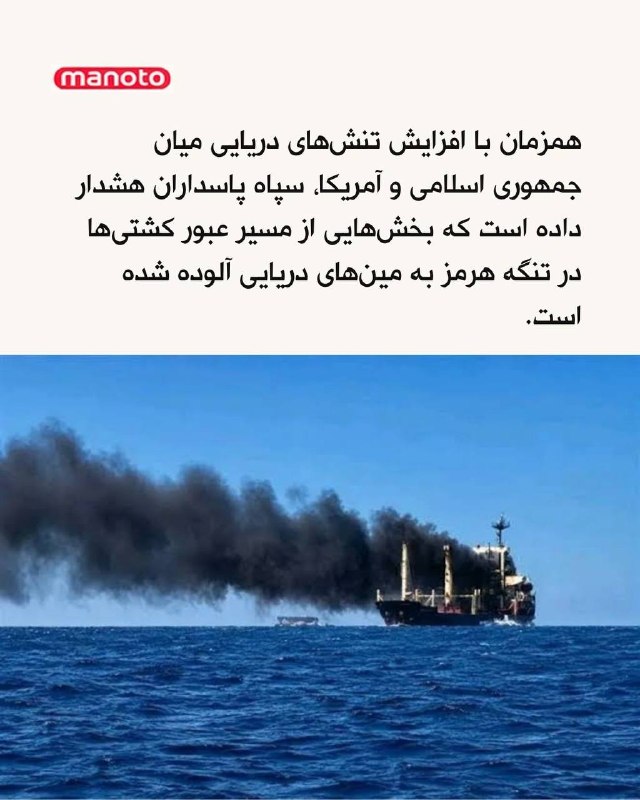 manoto
همزمان با افزایش تنش‌های دریایی میان
جمهوری اسلامی و آمریکا، سپاه پاسداران هشدار
داده است که بخش‌هایی از مسیر عبور کشتی‌ها
در تنگه هرمز به مین‌های دریایی آلوده شده
است.